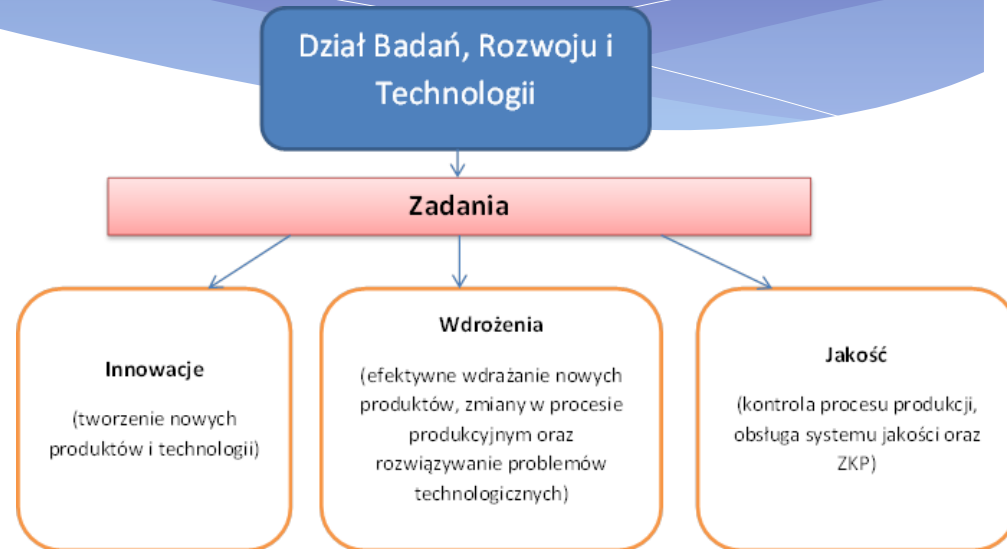 Dział Badań, Rozwoju i
Technologii
Zadania
Innowacje
(tworzenie nowych
produktów i technologii)
Wdrożenia
(efektywne wdrażanie nowych
produktów, zmiany w procesie
produkcyjnym oraz
rozwiązywanie problemów
technologicznych)
Jakość
(kontrola procesu produkcji,
obsługa systemu jakości oraz
ZKP)